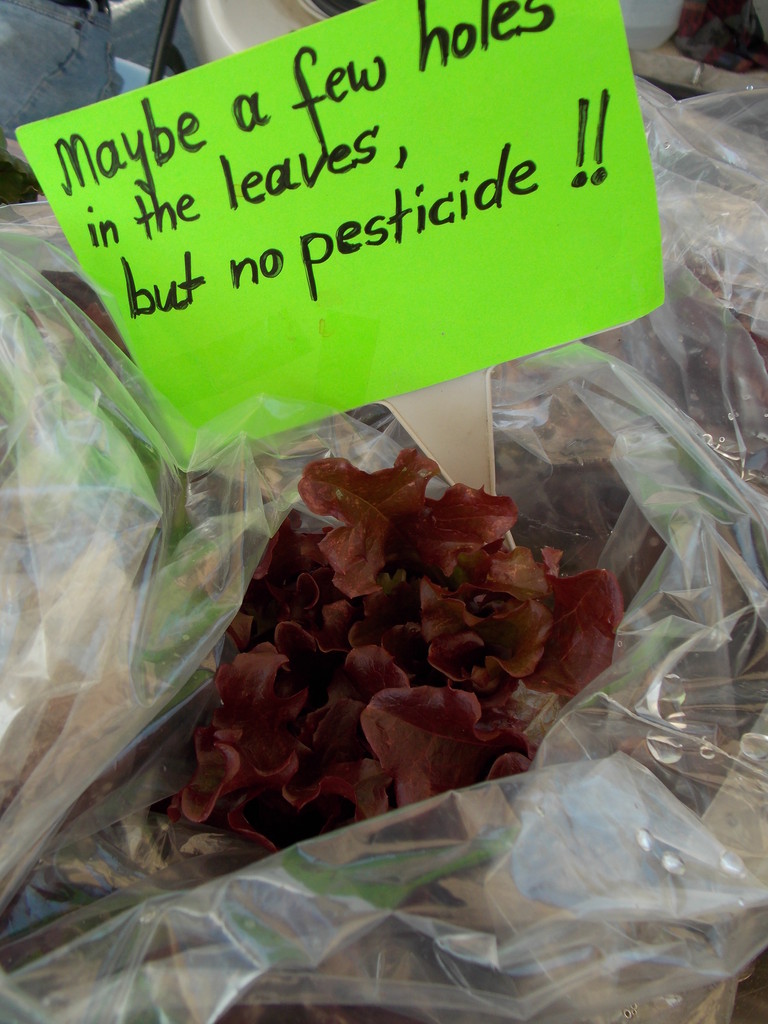 Maybe a few holes
in the leaves,
but no pesticide !!